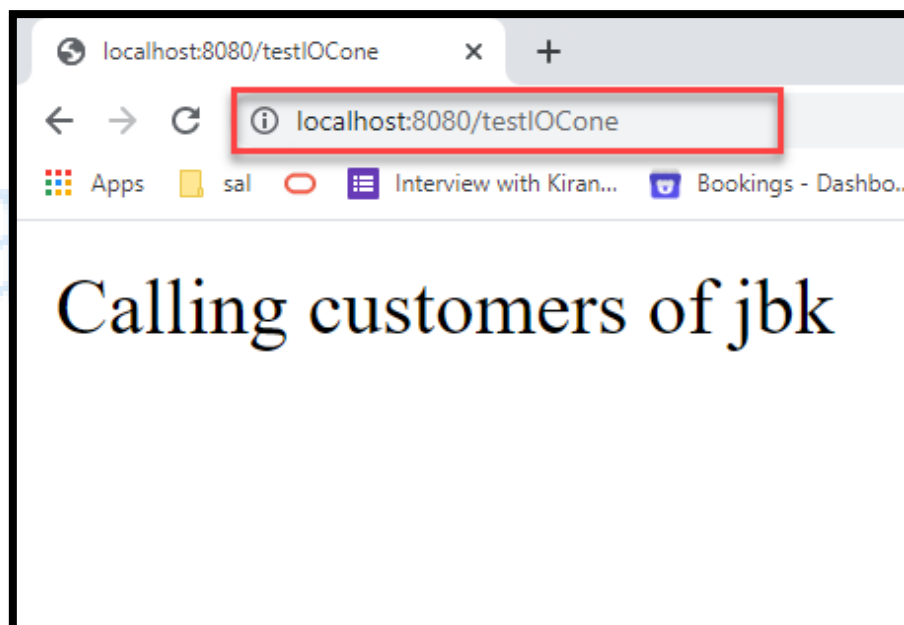 localhost:8080/testIOCone
localhost:8080/testIOCone
Apps sal Interview with Kiran... Bookings - Dashbo..
Calling customers of jbk